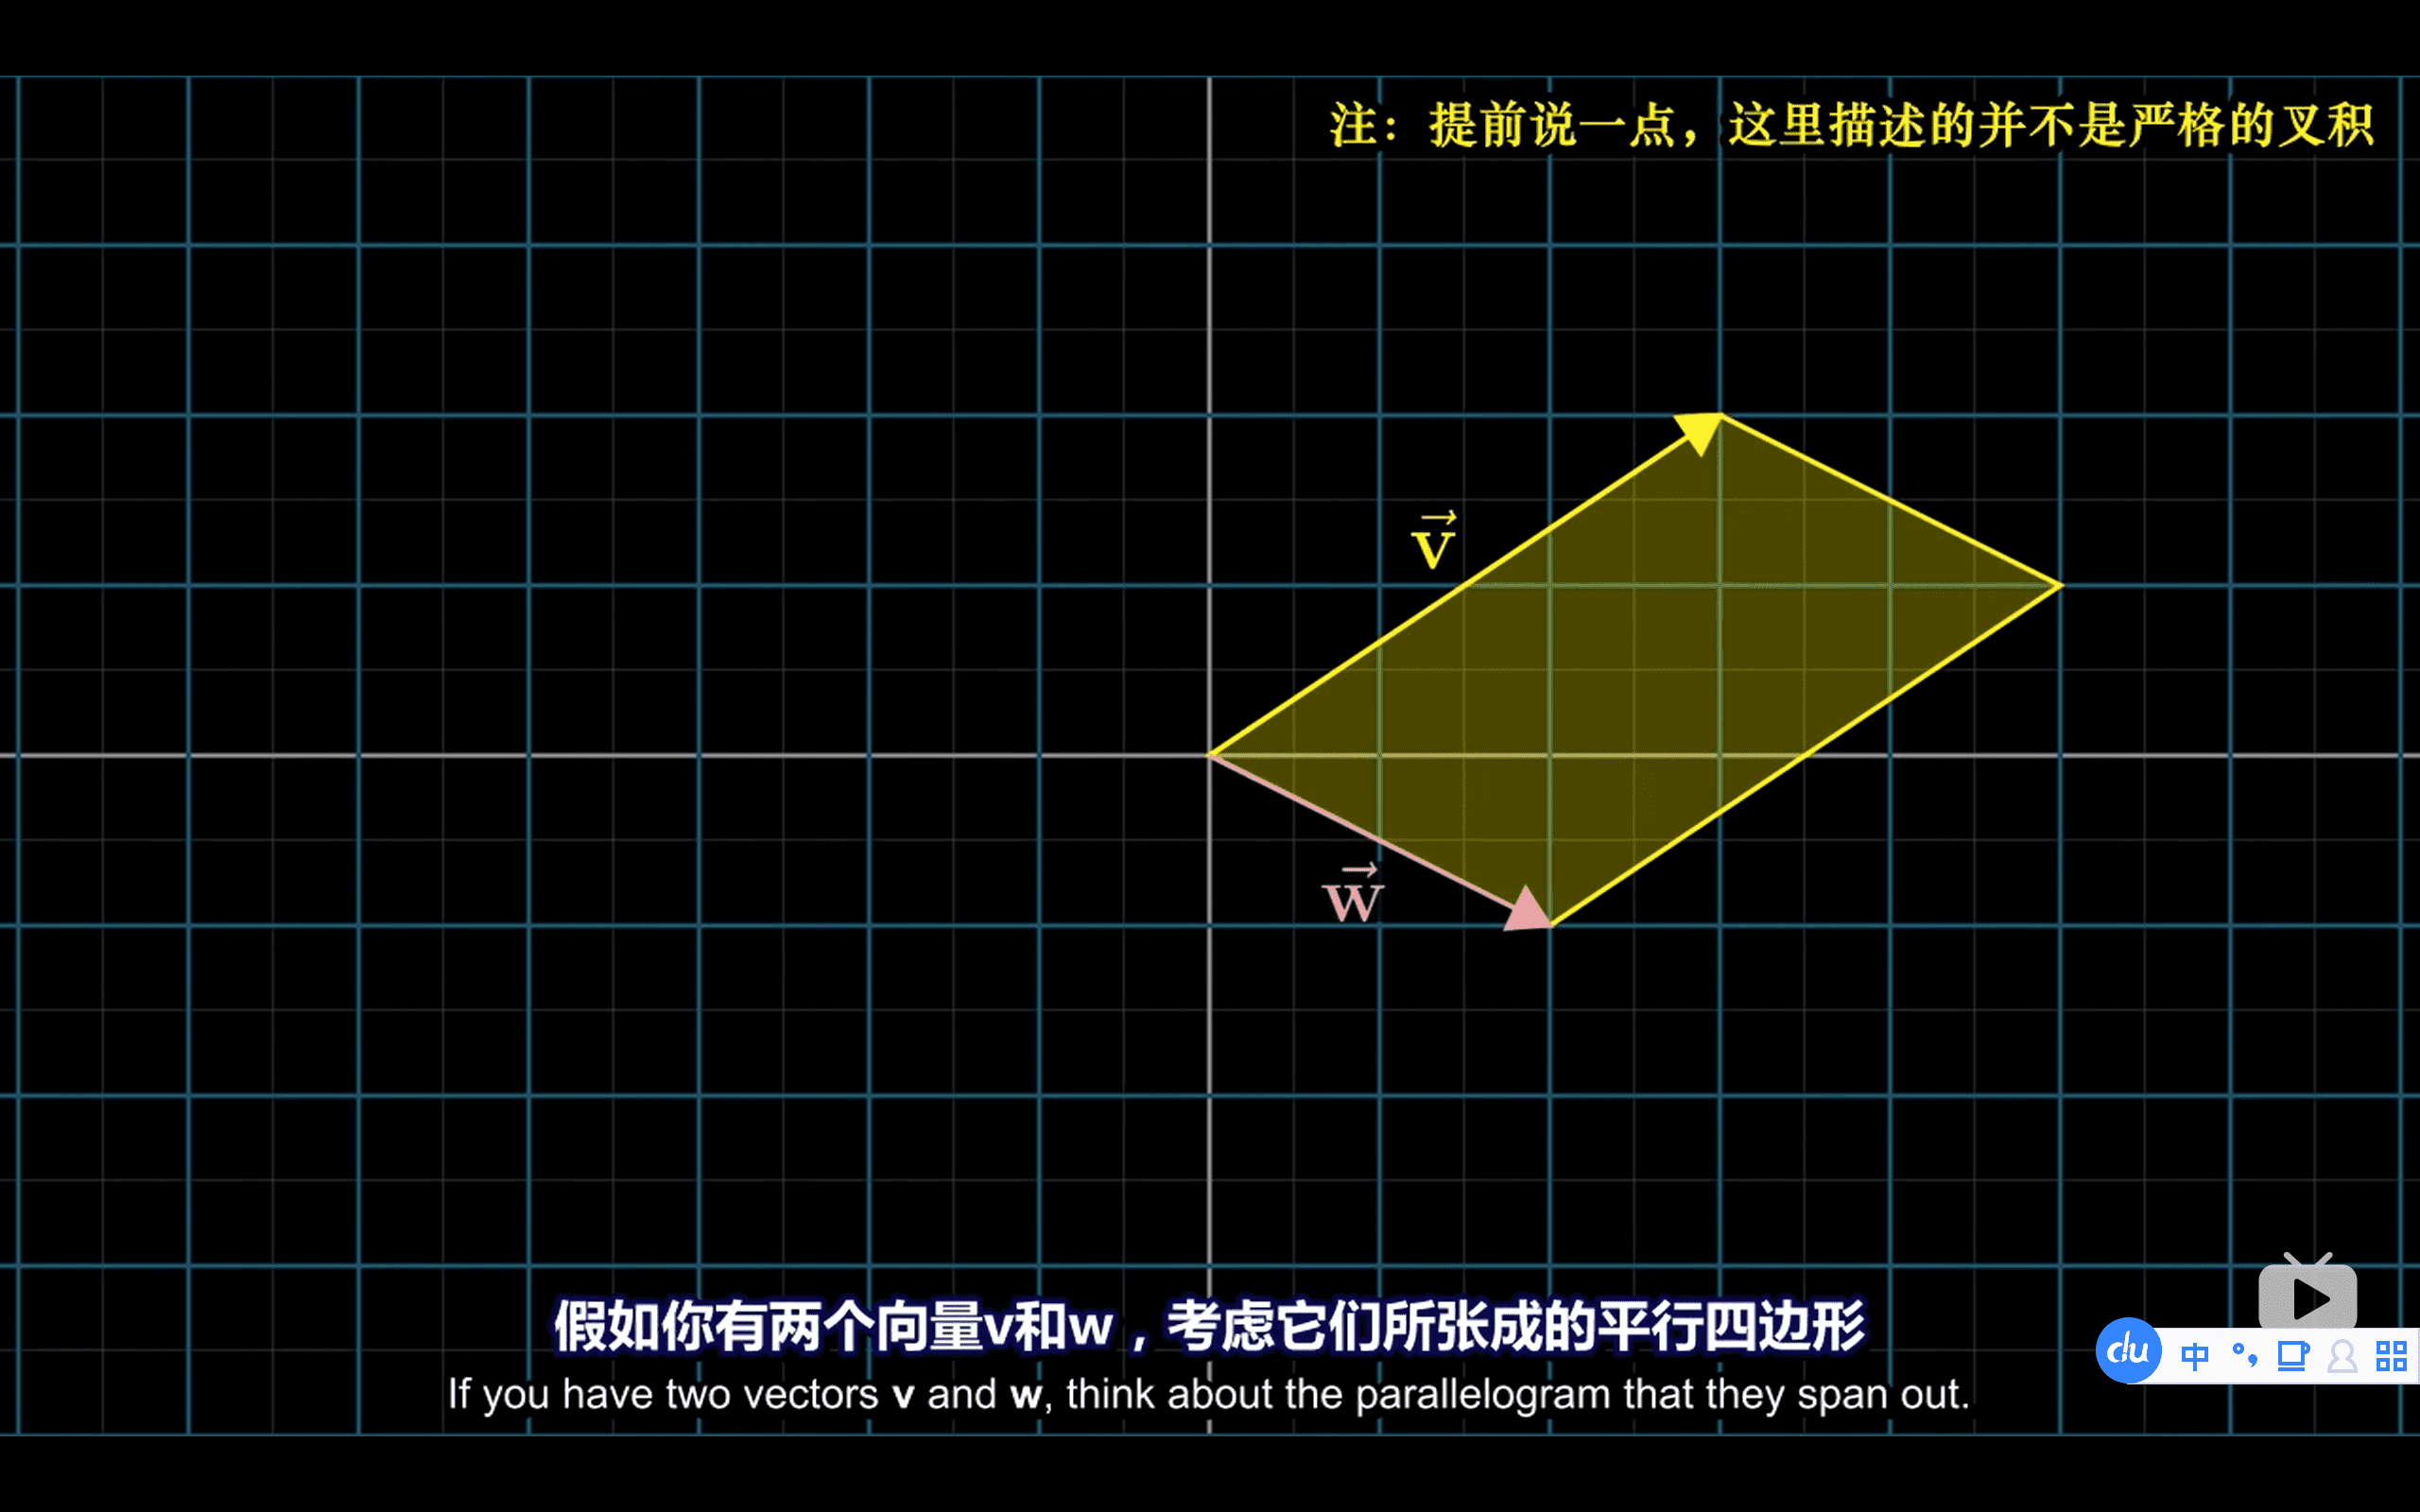 注：提前说一点，这里描述的并不是严格的叉积
v
w
假如你有两个向量v和w，考虑它们所张成的平行四边形
If you have two vectors v and w, think about the parallelogram that they span out.
du 中